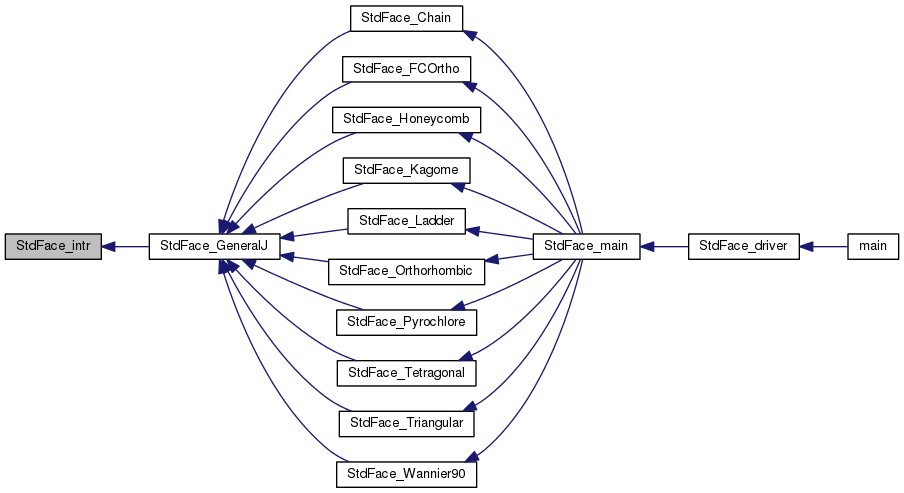 StdFace_Chain
StdFace_FCOrtho
StdFace_Honeycomb
StdFace_Kagome
StdFace_Ladder
StdFace_intr
StdFace_GeneralJ
StdFace_main
StdFace_driver
main
StdFace_Orthorhombic
StdFace_Pyrochlore
StdFace_Tetragonal
StdFace_Triangular
StdFace_Wannier90